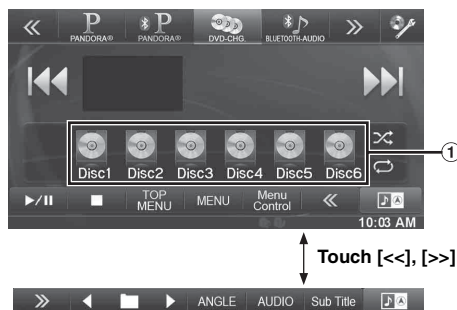 PANDORA® PANDORA® DVD-CHG. BLUETOOTH-AUDIO
1
Disc1 Disc2 Disc3 Disc4 Disc5 Disc6
TOP MENU MENU Menu Control
10:03 AM
Touch [<<], [>>]
ANGLE AUDIO Sub Title